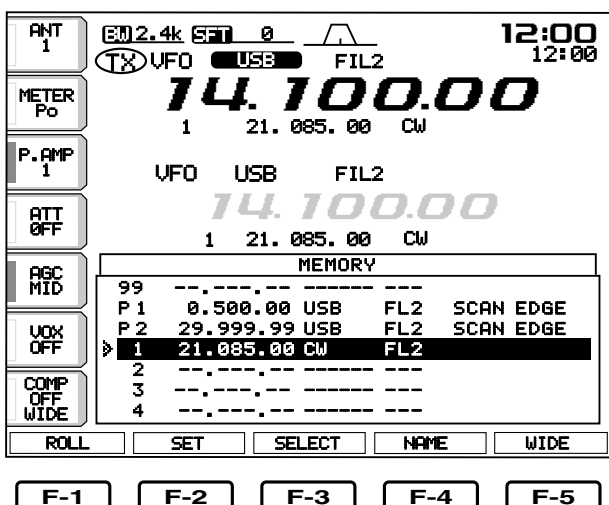 ANT
1
BW 2.4k SFT 0
12:00
12:00
TX VFO USB FIL2
14.100.00
1 21.085.00 CW
METER
Po
P.AMP
1
VFO USB FIL2
14.100.00
1 21.085.00 CW
ATT
OFF
AGC
MID
VOX
OFF
COMP
OFF
WIDE
MEMORY
99 --.---.-- ------ ---
P1 0.500.00 USB FL2 SCAN EDGE
P2 29.999.99 USB FL2 SCAN EDGE
1 21.085.00 CW FL2
2 --.---.-- ------ ---
3 --.---.-- ------ ---
4 --.---.-- ------ ---
ROLL SET SELECT NAME WIDE
F-1 F-2 F-3 F-4 F-5